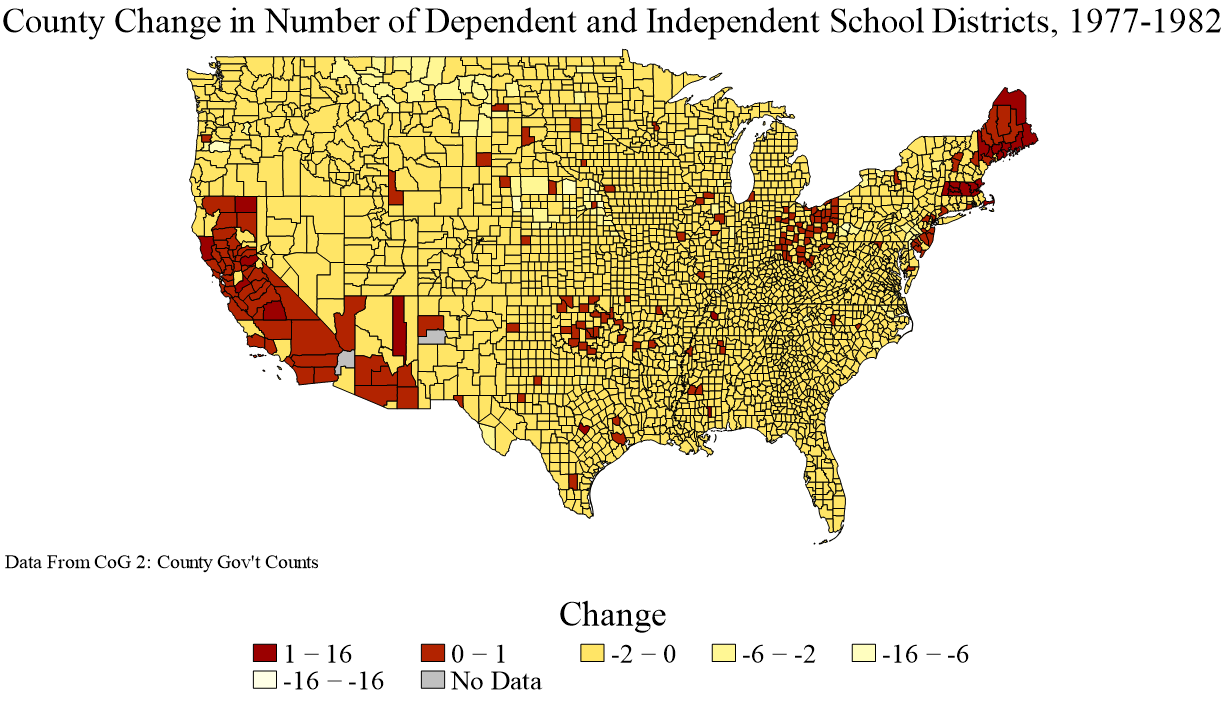 County Change in Number of Dependent and Independent School Districts, 1977-1982
Data From CoG 2: County Gov't Counts
Change
1 − 16 0 − 1 -2 − 0 -6 − -2 -16 − -6
-16 − -16 No Data